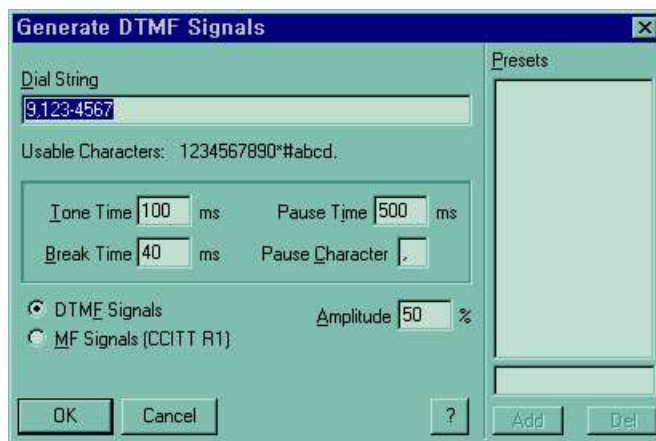 Generate DTMF Signals
Dial String
9,123-4567
Usable Characters: 1234567890*#abcd.
Tone Time 100 ms Pause Time 500 ms
Break Time 40 ms Pause Character ,
DTMF Signals
MF Signals (CCITT R1)
Amplitude 50 %
OK Cancel ?
Presets
Add Del